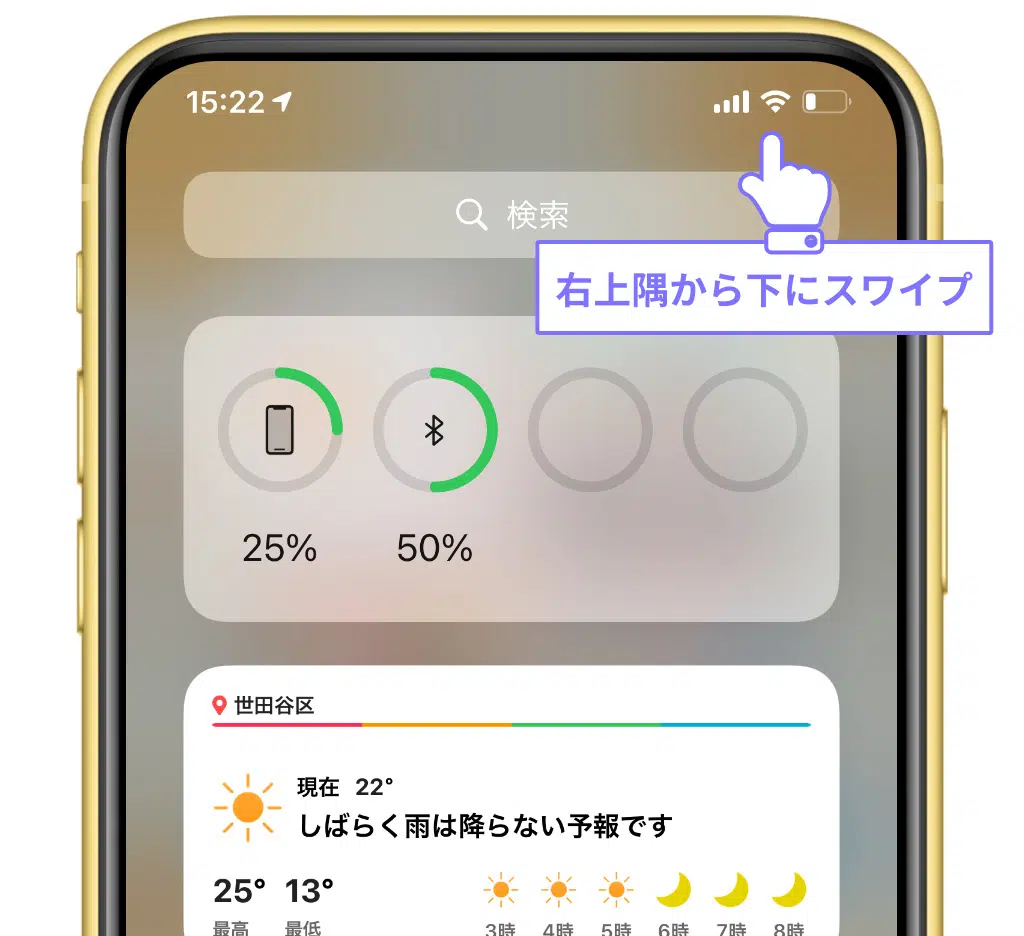 15:22
検索
右上隅から下にスワイプ
25% 50%
世田谷区
現在 22°
しばらく雨は降らない予報です
25° 13°
最高 最低
3時 4時 5時 6時 7時 8時